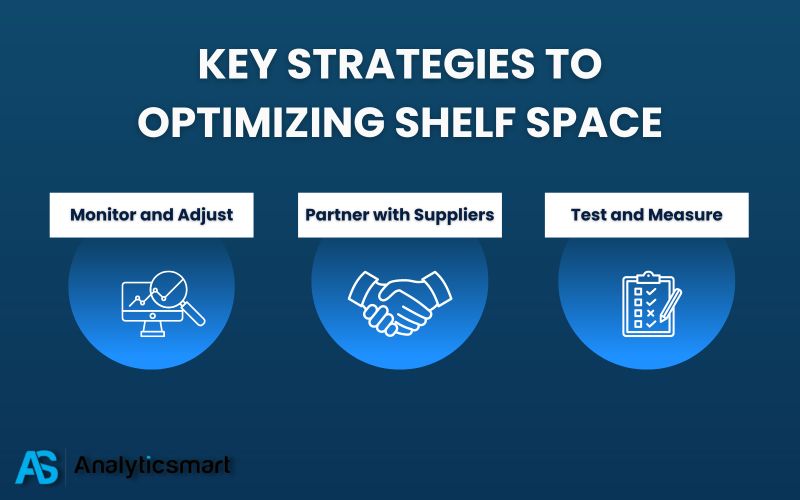 KEY STRATEGIES TO
OPTIMIZING SHELF SPACE
Monitor and Adjust
Partner with Suppliers
Test and Measure
AS
Analyticsmart